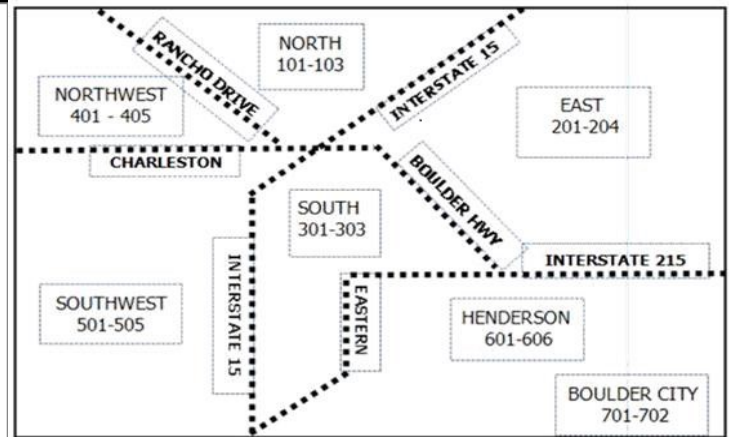 NORTH
101-103
RANCHO DRIVE
INTERSTATE 15
NORTHWEST
401 - 405
EAST
201-204
CHARLESTON
BOULDER HWY
SOUTH
301-303
INTERSTATE 215
INTERSTATE 15
EASTERN
SOUTHWEST
501-505
HENDERSON
601-606
BOULDER CITY
701-702